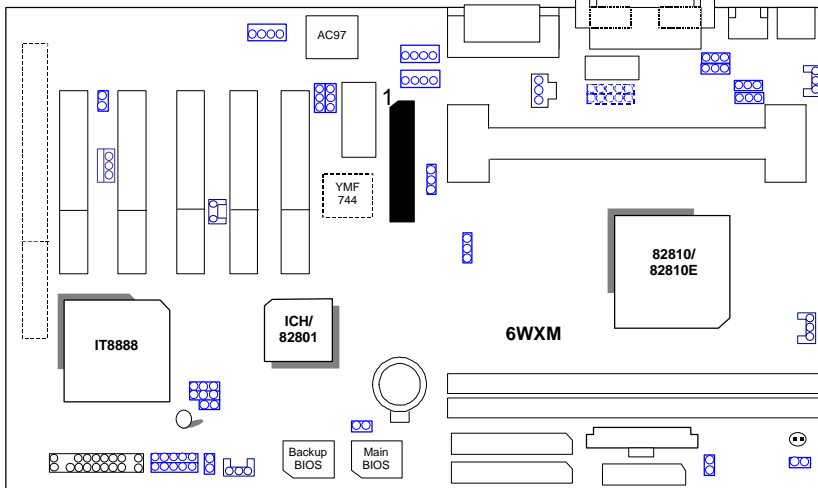 AC97
1
YMF
744
82810/
82810E
ICH/
82801
IT8888
6WXM
Backup
BIOS
Main
BIOS